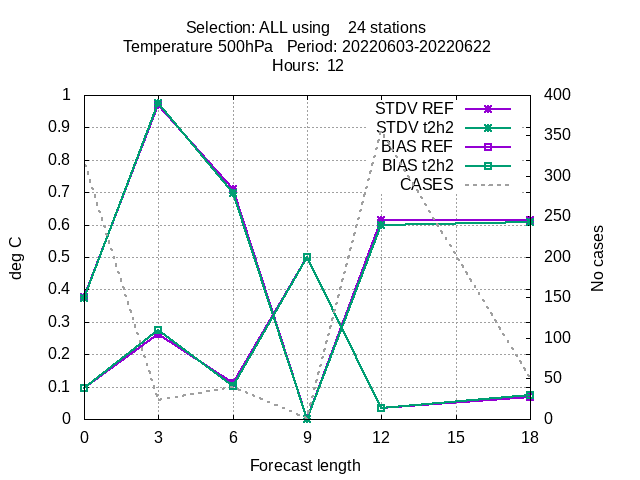 Selection: ALL using    24 stations
Temperature 500hPa   Period: 20220603-20220622
Hours:  12
STDV REF
STDV t2h2
BIAS REF
BIAS t2h2
CASES
1
0.9
0.8
0.7
0.6
0.5
0.4
0.3
0.2
0.1
0
deg C
400
350
300
250
200
150
100
50
0
No cases
0 3 6 9 12 15 18
Forecast length